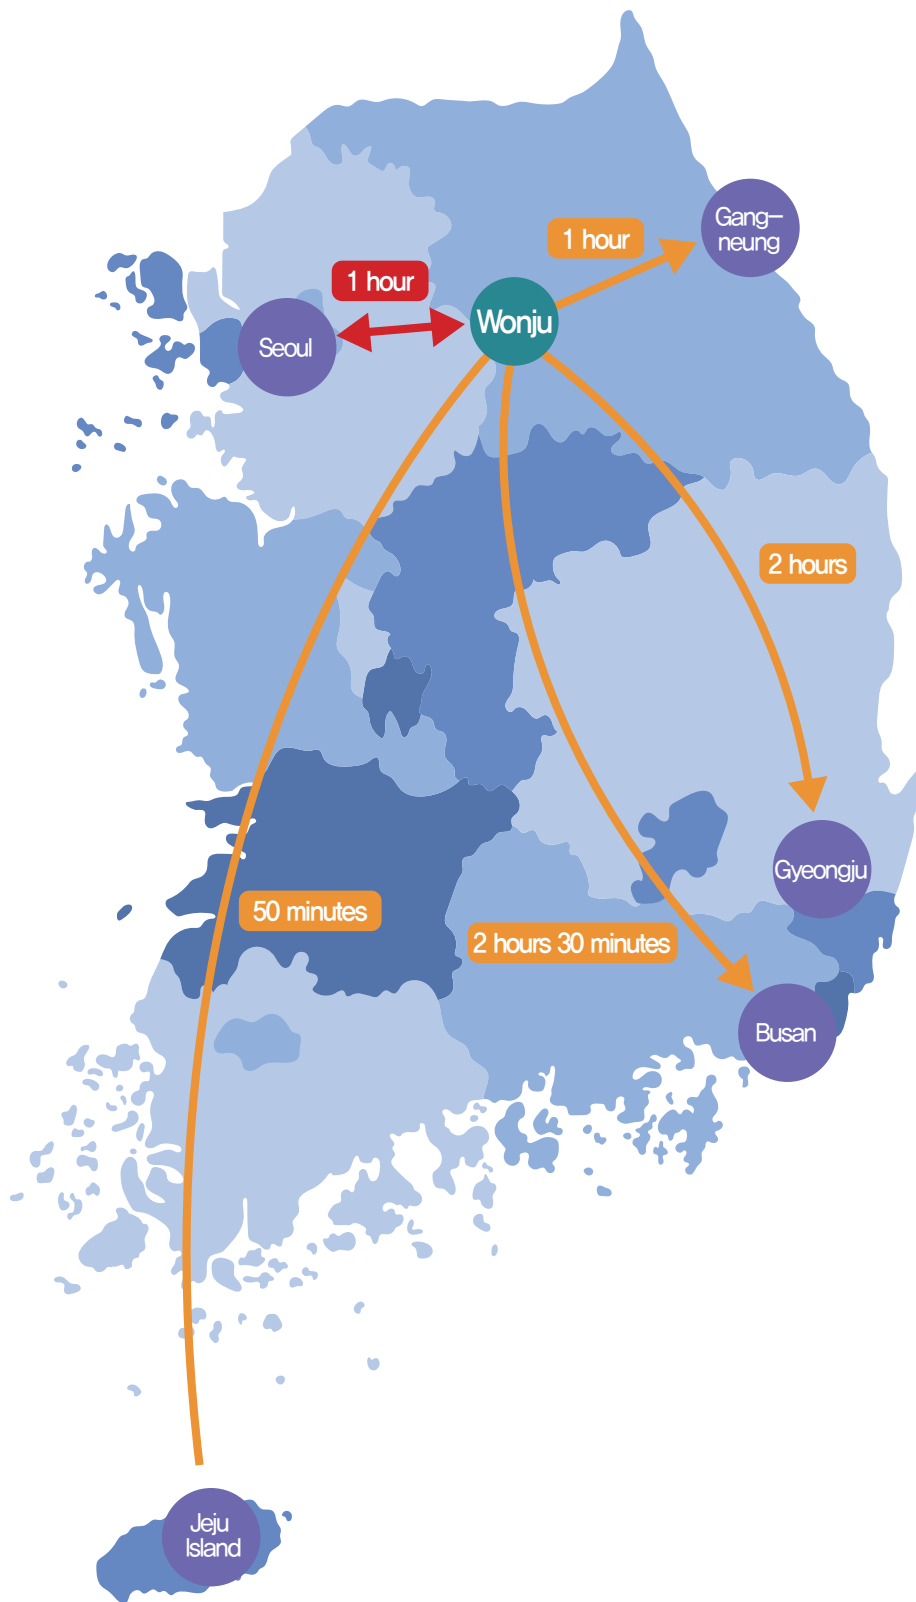 Gang–
neung
1 hour
1 hour
Wonju
Seoul
2 hours
Gyeongju
50 minutes
2 hours 30 minutes
Busan
Jeju
Island